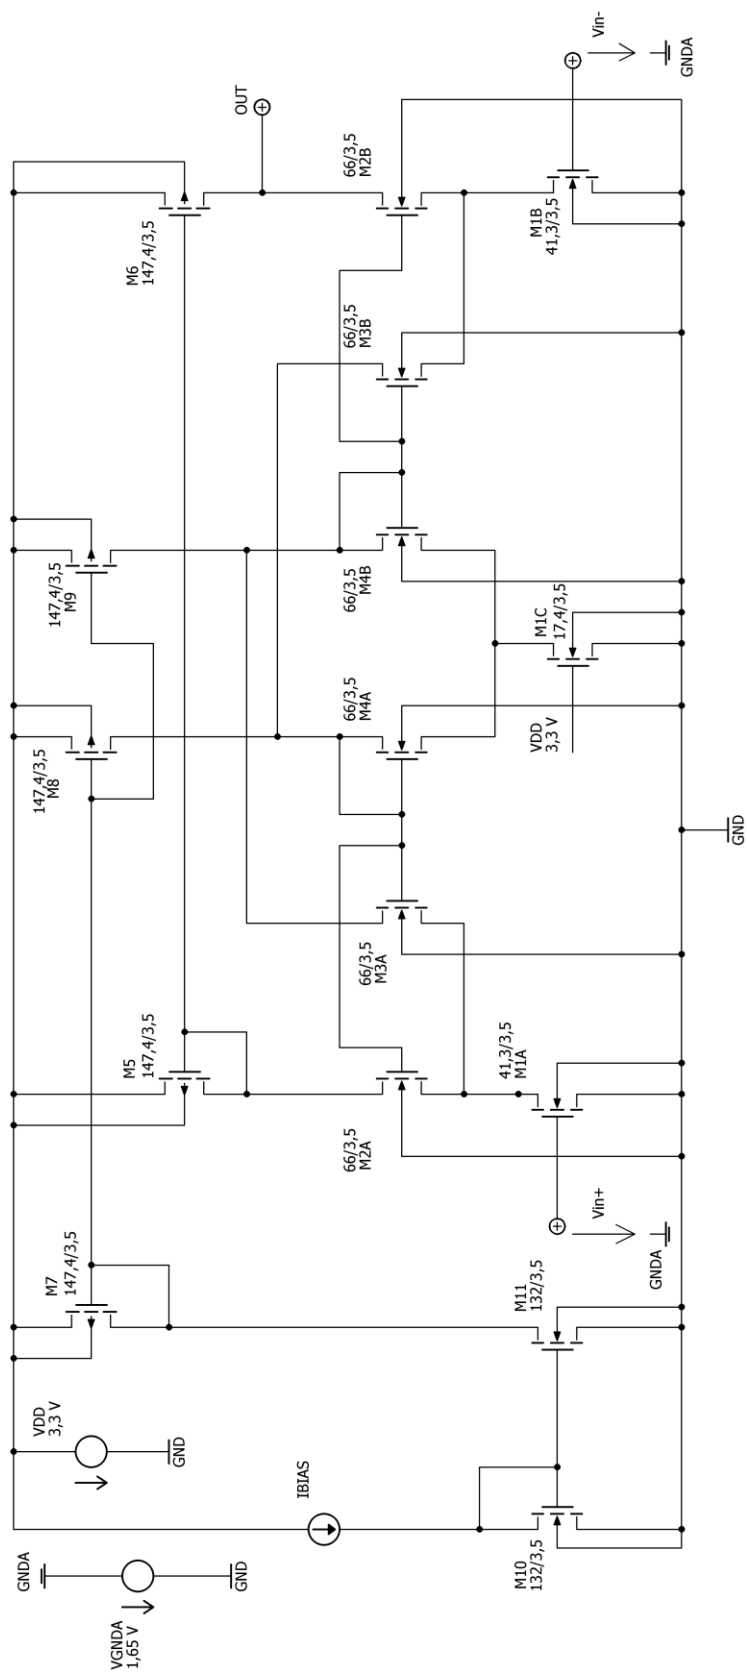 VGNDA
1,65 V
GNDA
GND
VDD
3,3 V
GND
IBIAS
M10
132/3,5
M11
132/3,5
M7
147,4/3,5
Vin+
GNDA
M5
147,4/3,5
66/3,5
M2A
41,3/3,5
M1A
66/3,5
M3A
147,4/3,5
M8
147,4/3,5
M9
66/3,5
M4A
66/3,5
M4B
VDD
3,3 V
M1C
17,4/3,5
GND
M6
147,4/3,5
66/3,5
M3B
66/3,5
M2B
OUT
M1B
41,3/3,5
Vin-
GNDA